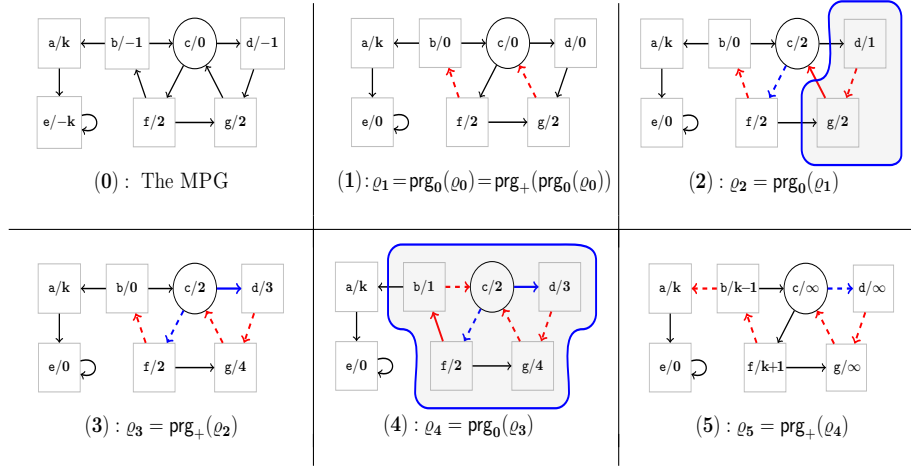 a/k b/−1 c/0 d/−1
e/−k f/2 g/2
(0) : The MPG
a/k b/0 c/0 d/0
e/0 f/2 g/2
(1) : ϱ₁ = prg₀(ϱ₀) = prg₊(prg₀(ϱ₀))
a/k b/0 c/2 d/1
e/0 f/2 g/2
(2) : ϱ₂ = prg₀(ϱ₁)
a/k b/0 c/2 d/3
e/0 f/2 g/4
(3) : ϱ₃ = prg₊(ϱ₂)
a/k b/1 c/2 d/3
e/0 f/2 g/4
(4) : ϱ₄ = prg₀(ϱ₃)
a/k b/k−1 c/∞ d/∞
e/0 f/k+1 g/∞
(5) : ϱ₅ = prg₊(ϱ₄)